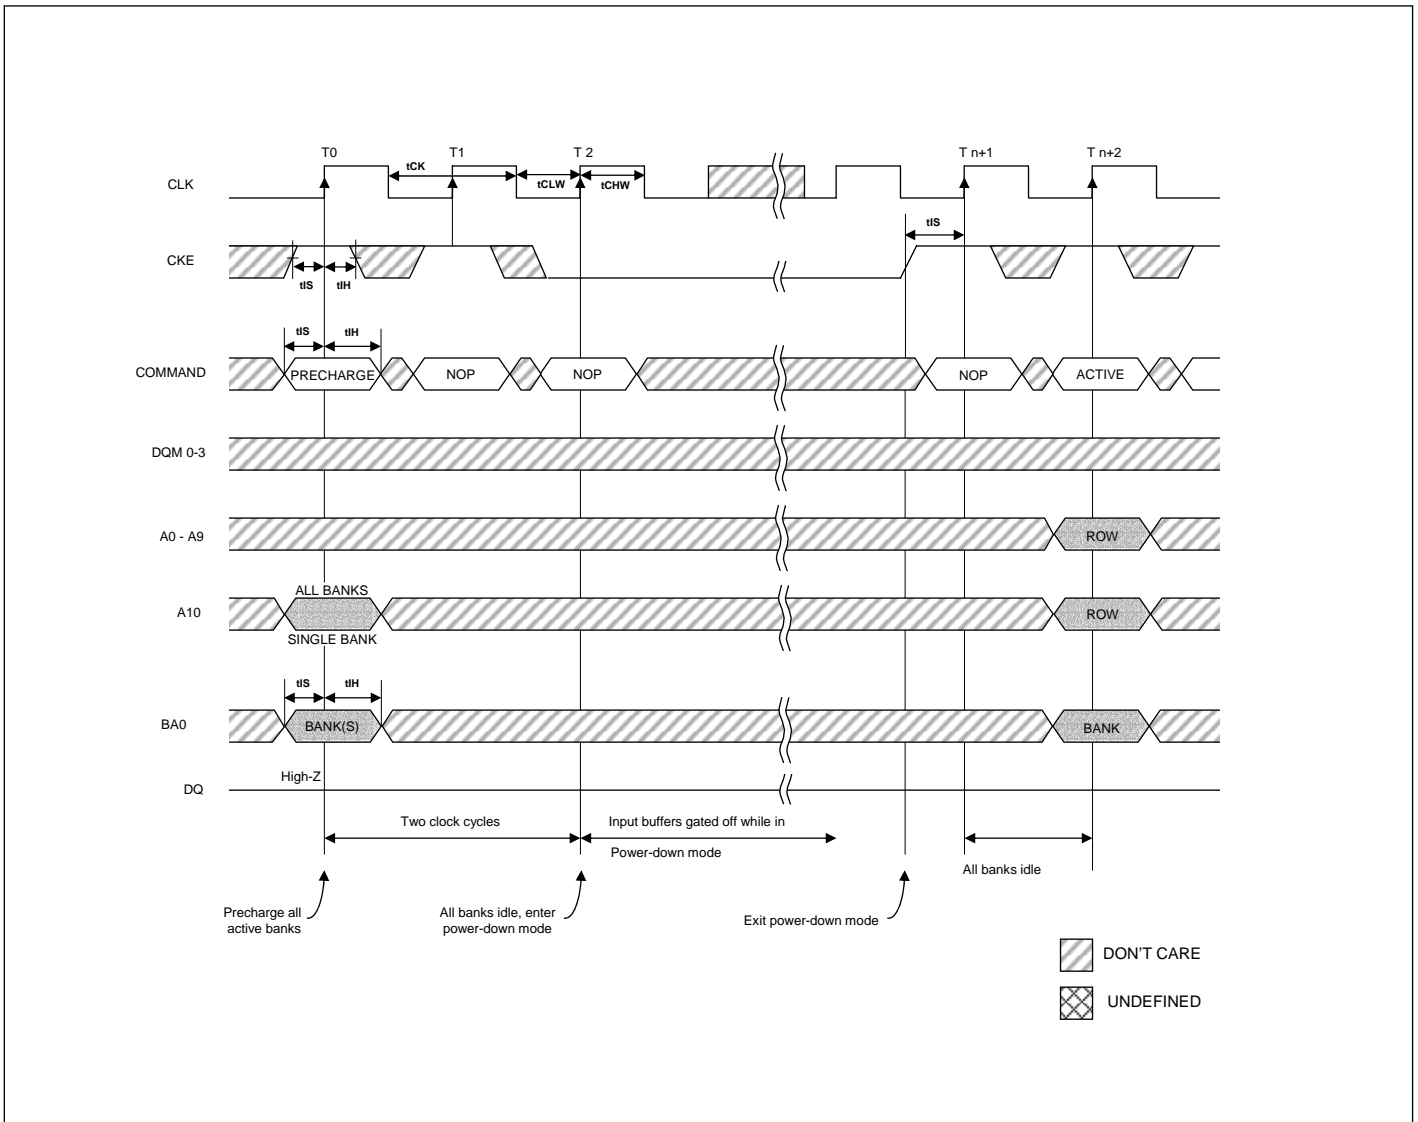 T0 T1 T 2 T n+1 T n+2
tCK
CLK tCLW tCHW
tIS
CKE
tIS tIH
tIS tIH
COMMAND PRECHARGE NOP NOP NOP ACTIVE
DQM 0-3
A0 - A9 ROW
ALL BANKS
A10 ROW
SINGLE BANK
tIS tIH
BA0 BANK(S) BANK
High-Z
DQ
Two clock cycles Input buffers gated off while in
Power-down mode
All banks idle
Precharge all
active banks
All banks idle, enter
power-down mode
Exit power-down mode
DON'T CARE
UNDEFINED